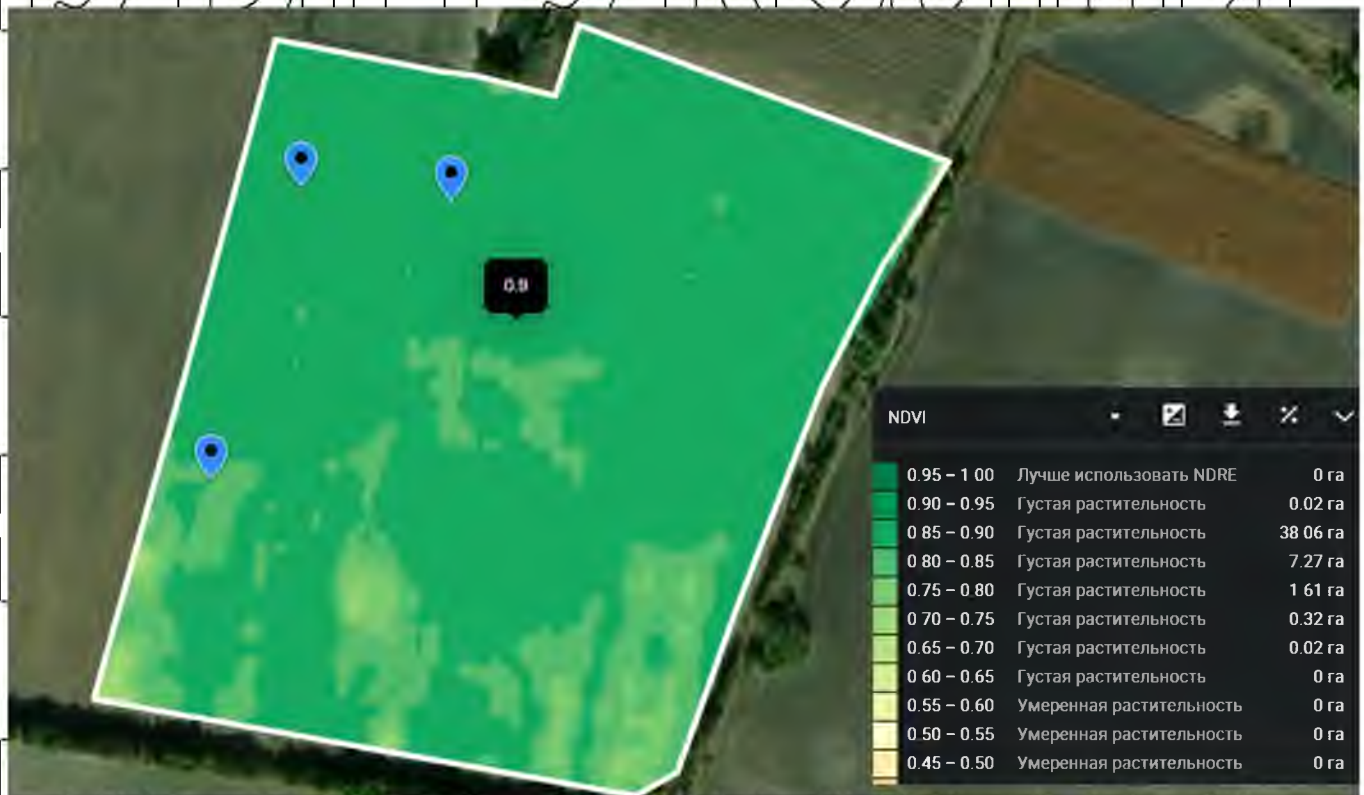 0.9
NDVI
0.95 – 1 00 Лучше использовать NDRE 0 га
0.90 – 0.95 Густая растительность 0.02 га
0 85 – 0.90 Густая растительность 38 06 га
0 80 – 0.85 Густая растительность 7.27 га
0.75 – 0.80 Густая растительность 1 61 га
0.70 – 0.75 Густая растительность 0.32 га
0.65 – 0.70 Густая растительность 0.02 га
0 60 – 0.65 Густая растительность 0 га
0.55 – 0.60 Умеренная растительность 0 га
0.50 – 0.55 Умеренная растительность 0 га
0.45 – 0.50 Умеренная растительность 0 га